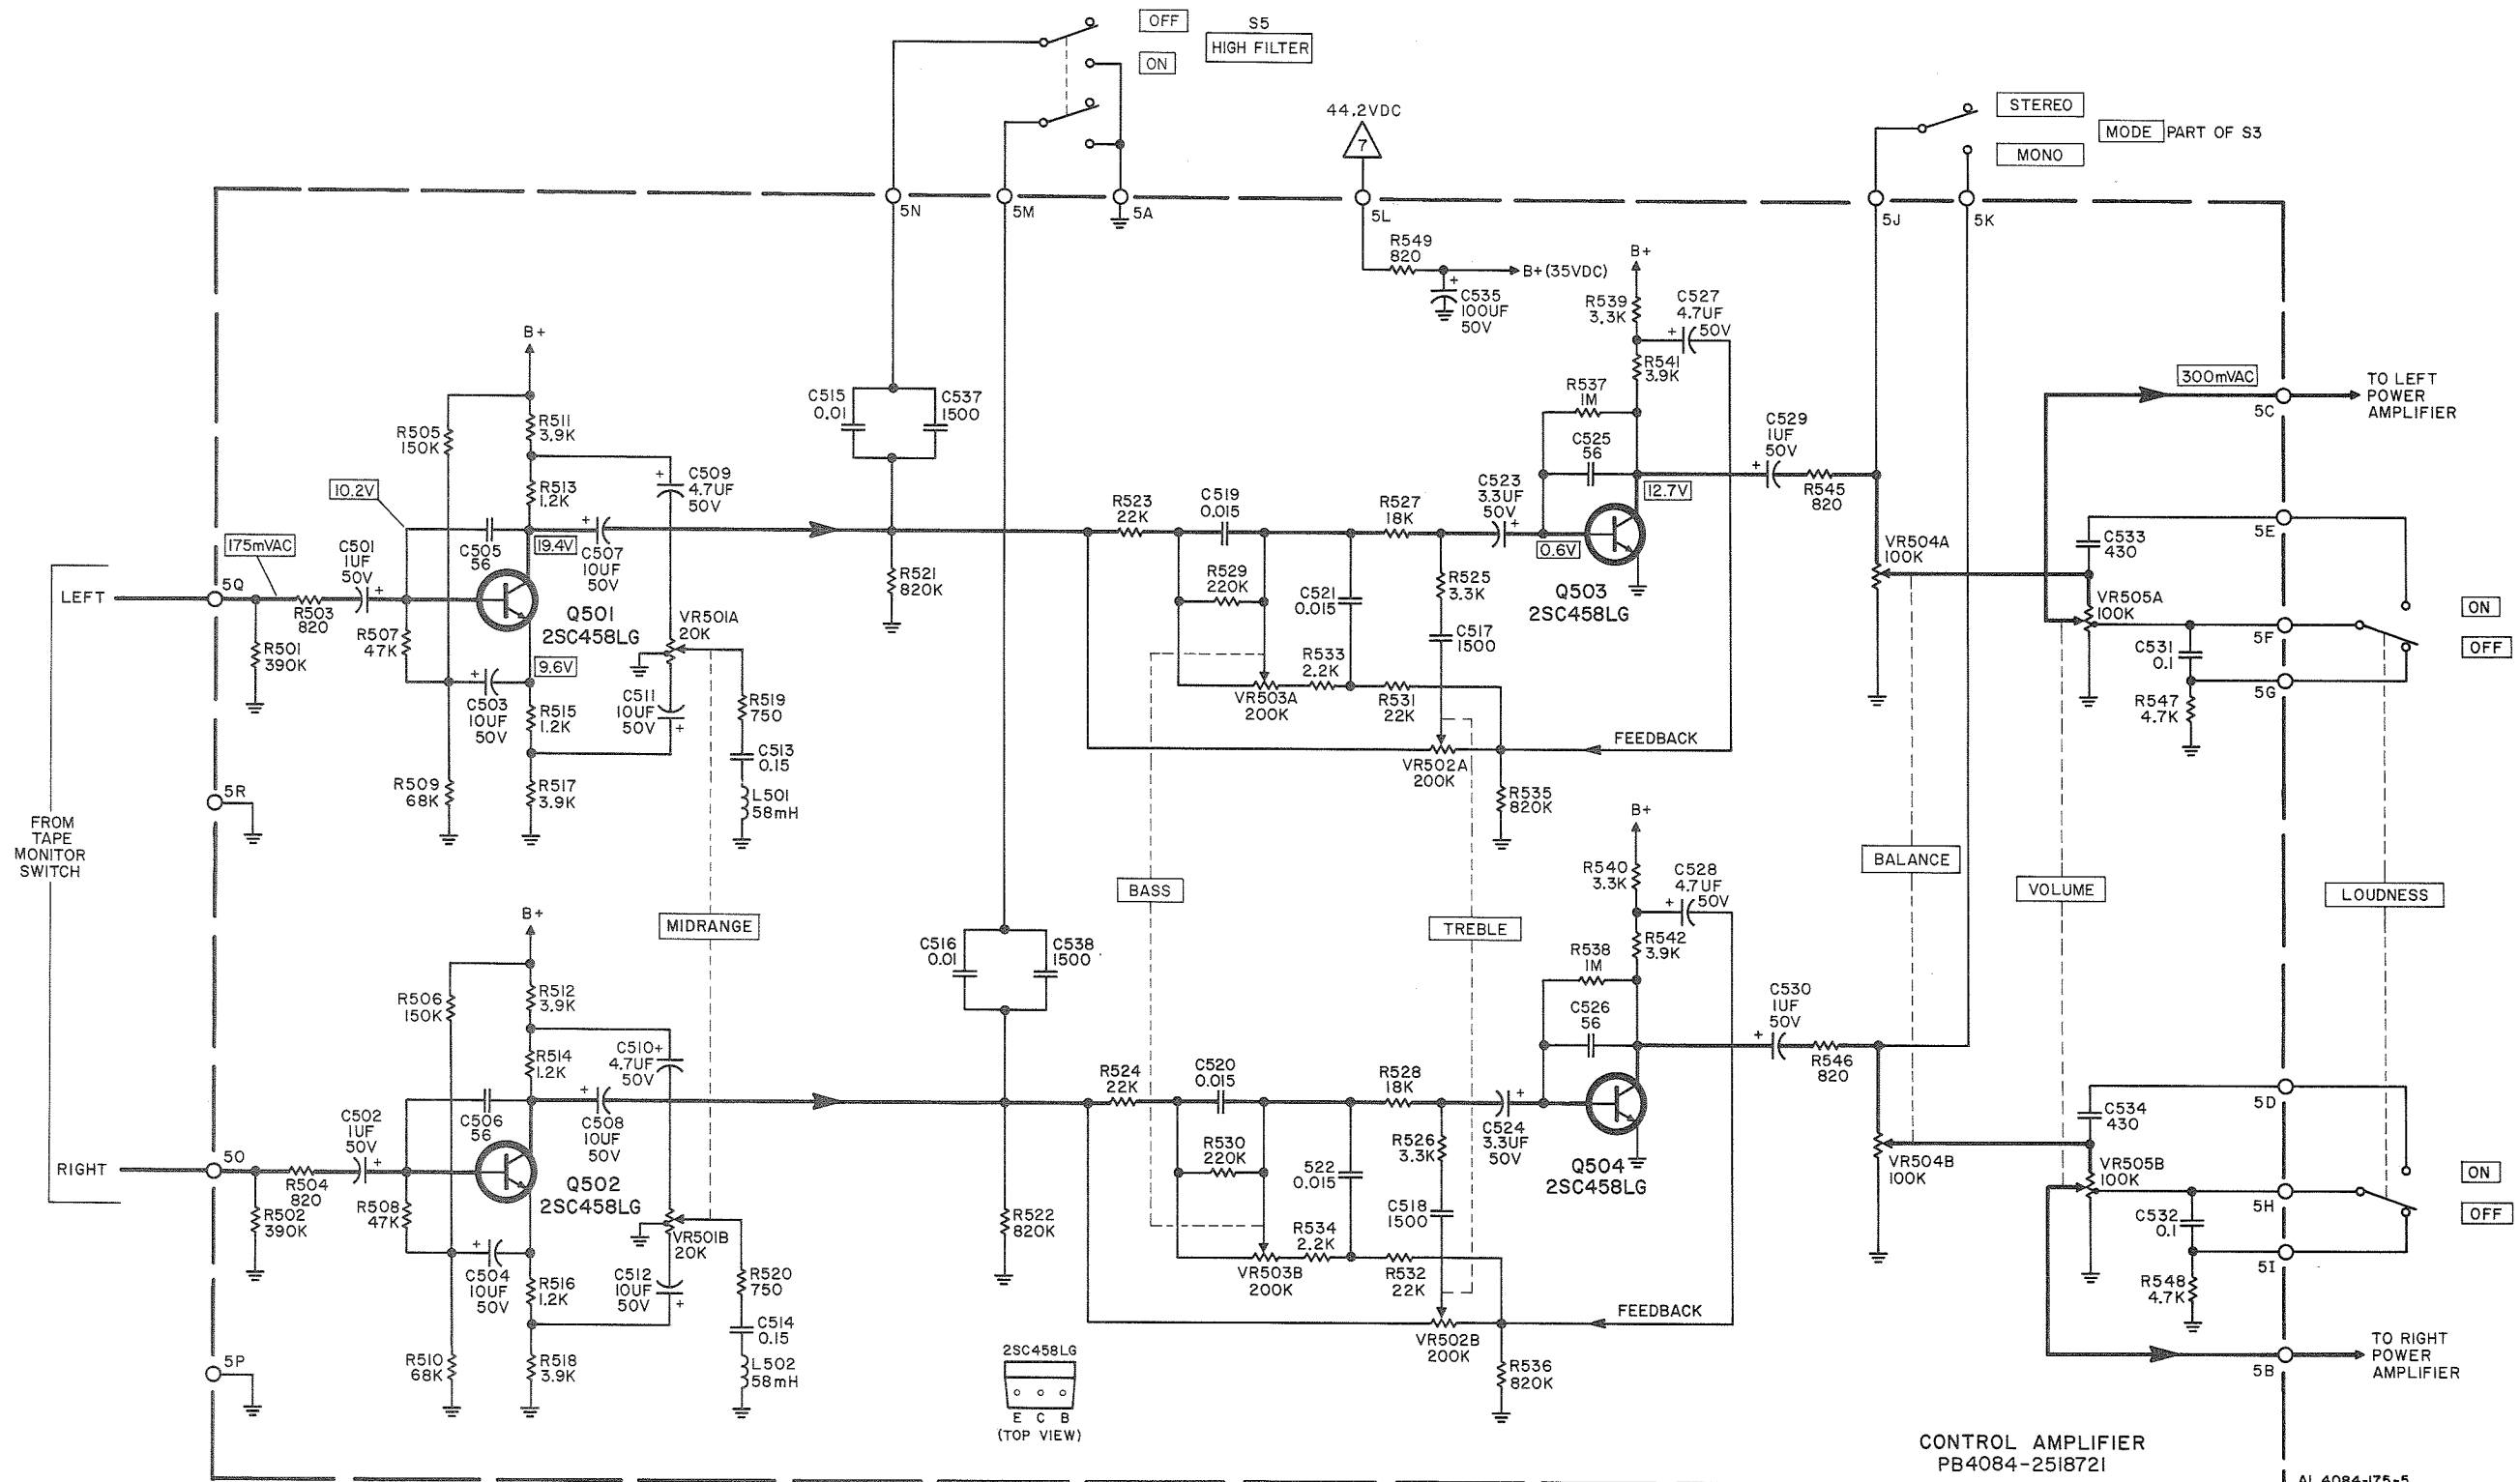 OFF
S5
HIGH FILTER
ON
44.2VDC
7
STEREO
MODE PART OF S3
MONO
5N
5M
5A
5L
5J
5K
R549
820
B+(35VDC)
C535
100UF
50V
B+
R539
3.3K
C527
4.7UF
50V
R541
3.9K
R537
1M
C525
56
C529
1UF
50V
R545
820
12.7V
300mVAC
5C
TO LEFT
POWER
AMPLIFIER
B+
R511
3.9K
R505
150K
R513
1.2K
C509
4.7UF
50V
C515
0.01
C537
1500
10.2V
175mVAC
C501
1UF
50V
C505
56
19.4V
C507
10UF
50V
R521
820K
LEFT
5Q
R503
820
R501
390K
R507
47K
Q501
2SC458LG
9.6V
VR501A
20K
C503
10UF
50V
R515
1.2K
C511
10UF
50V
R519
750
C513
0.15
L501
58mH
R509
68K
R517
3.9K
5R
R523
22K
C519
0.015
R527
18K
C523
3.3UF
50V
0.6V
R529
220K
C521
0.015
R525
3.3K
C517
1500
Q503
2SC458LG
R533
2.2K
VR503A
200K
R531
22K
FEEDBACK
VR502A
200K
R535
820K
VR504A
100K
C533
430
5E
VR505A
100K
5F
C531
0.1
5G
R547
4.7K
ON
OFF
FROM
TAPE
MONITOR
SWITCH
MIDRANGE
BASS
TREBLE
BALANCE
VOLUME
LOUDNESS
B+
R540
3.3K
C528
4.7UF
50V
R542
3.9K
R538
1M
C526
56
C530
1UF
50V
R546
820
B+
R512
3.9K
R506
150K
R514
1.2K
C510+
4.7UF
50V
C516
0.01
C538
1500
C502
1UF
50V
C506
56
C508
10UF
50V
RIGHT
5O
R504
820
R502
390K
R508
47K
Q502
2SC458LG
VR501B
20K
C504
10UF
50V
R516
1.2K
C512
10UF
50V
R520
750
C514
0.15
L502
58mH
R510
68K
R518
3.9K
5P
R522
820K
R524
22K
C520
0.015
R528
18K
C524
3.3UF
50V
R530
220K
522
0.015
R526
3.3K
C518
1500
Q504
2SC458LG
R534
2.2K
VR503B
200K
R532
22K
FEEDBACK
VR502B
200K
R536
820K
VR504B
100K
C534
430
5D
VR505B
100K
5H
C532
0.1
5I
R548
4.7K
ON
OFF
2SC458LG
E C B
(TOP VIEW)
TO RIGHT
POWER
AMPLIFIER
5B
CONTROL AMPLIFIER
PB4084-2518721
AL 4084-175-5